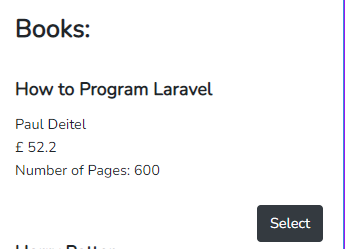 Books:
How to Program Laravel
Paul Deitel
£ 52.2
Number of Pages: 600
Select